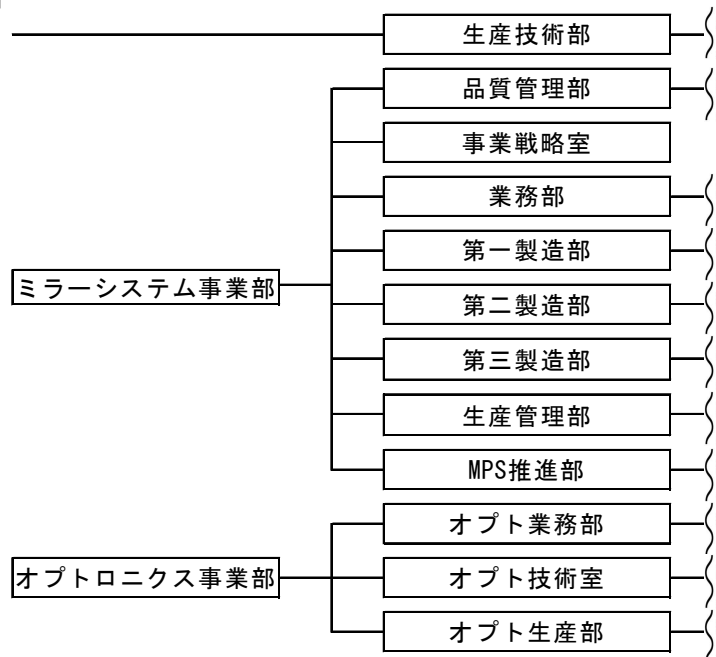 生産技術部
品質管理部
事業戦略室
業務部
第一製造部
ミラーシステム事業部
第二製造部
第三製造部
生産管理部
MPS推進部
オプト業務部
オプトロニクス事業部
オプト技術室
オプト生産部